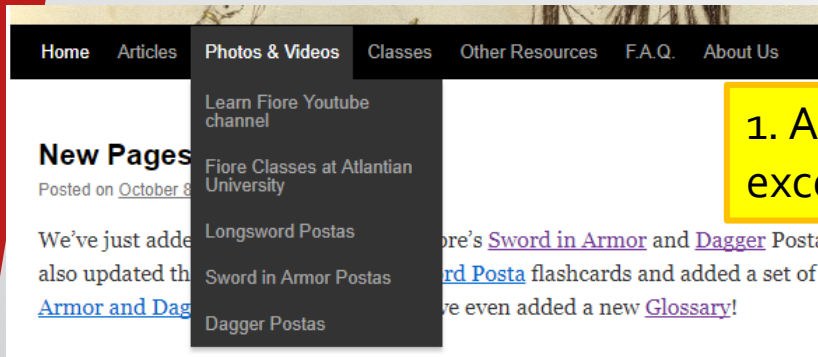 Home Articles Photos & Videos Classes Other Resources F.A.Q. About Us
Learn Fiore Youtube
channel
Fiore Classes at Atlantian
University
Longsword Postas
Sword in Armor Postas
Dagger Postas
1. A
New Pages
Posted on October 8
We've just adde
ore's Sword in Armor and Dagger Posta
also updated th
rd Posta flashcards and added a set of
Armor and Dag
ve even added a new Glossary!